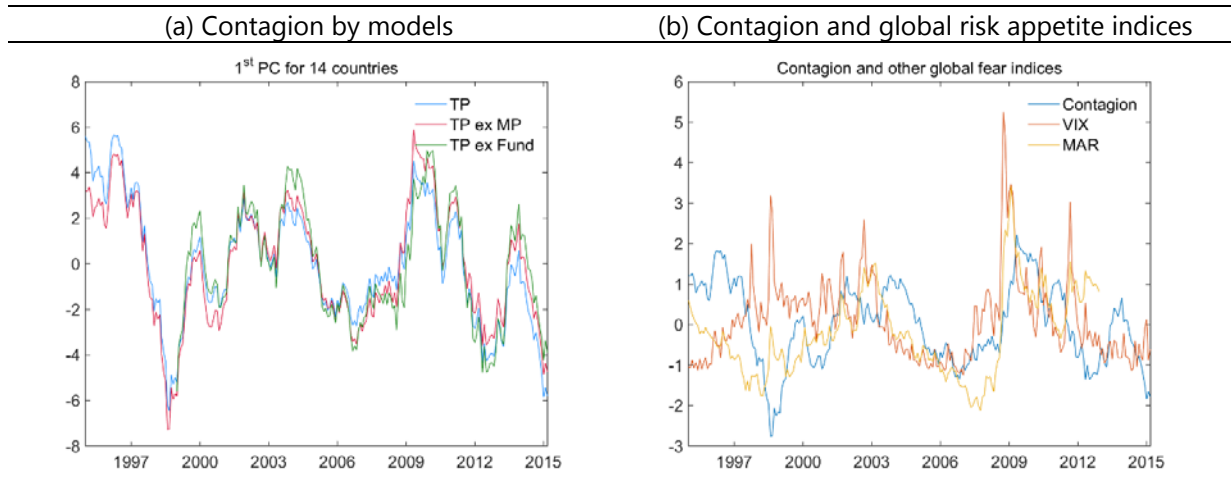 (a) Contagion by models
(b) Contagion and global risk appetite indices
1st PC for 14 countries
TP
TP ex MP
TP ex Fund
8
6
4
2
0
-2
-4
-6
-8
1997 2000 2003 2006 2009 2012 2015
Contagion and other global fear indices
Contagion
VIX
MAR
6
5
4
3
2
1
0
-1
-2
-3
1997 2000 2003 2006 2009 2012 2015